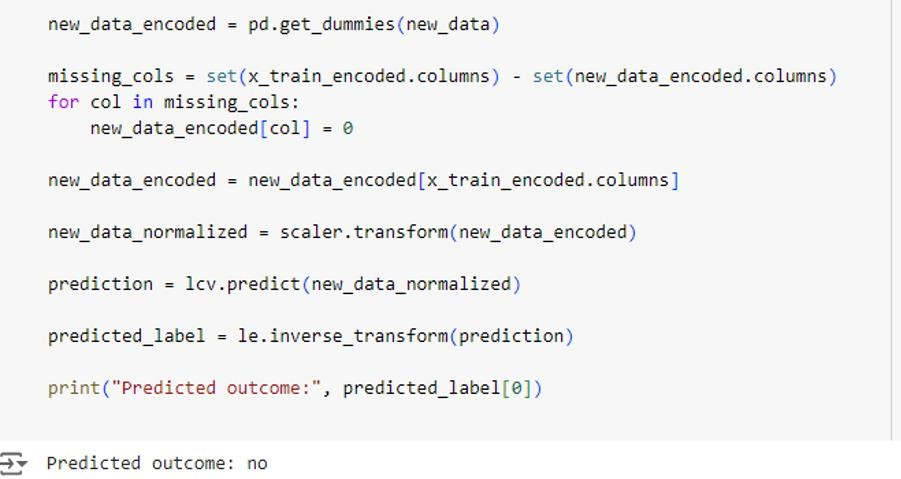 new_data_encoded = pd.get_dummies(new_data)
missing_cols = set(x_train_encoded.columns) - set(new_data_encoded.columns)
for col in missing_cols:
    new_data_encoded[col] = 0
new_data_encoded = new_data_encoded[x_train_encoded.columns]
new_data_normalized = scaler.transform(new_data_encoded)
prediction = lcv.predict(new_data_normalized)
predicted_label = le.inverse_transform(prediction)
print("Predicted outcome:", predicted_label[0])
Predicted outcome: no